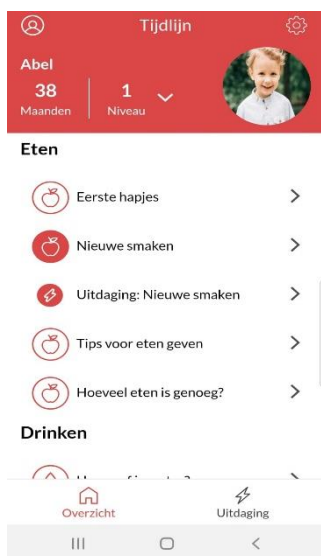 Tijdlijn
Abel
38 1
Maanden Niveau
Eten
Eerste hapjes
Nieuwe smaken
Uitdaging: Nieuwe smaken
Tips voor eten geven
Hoeveel eten is genoeg?
Drinken
Overzicht Uitdaging